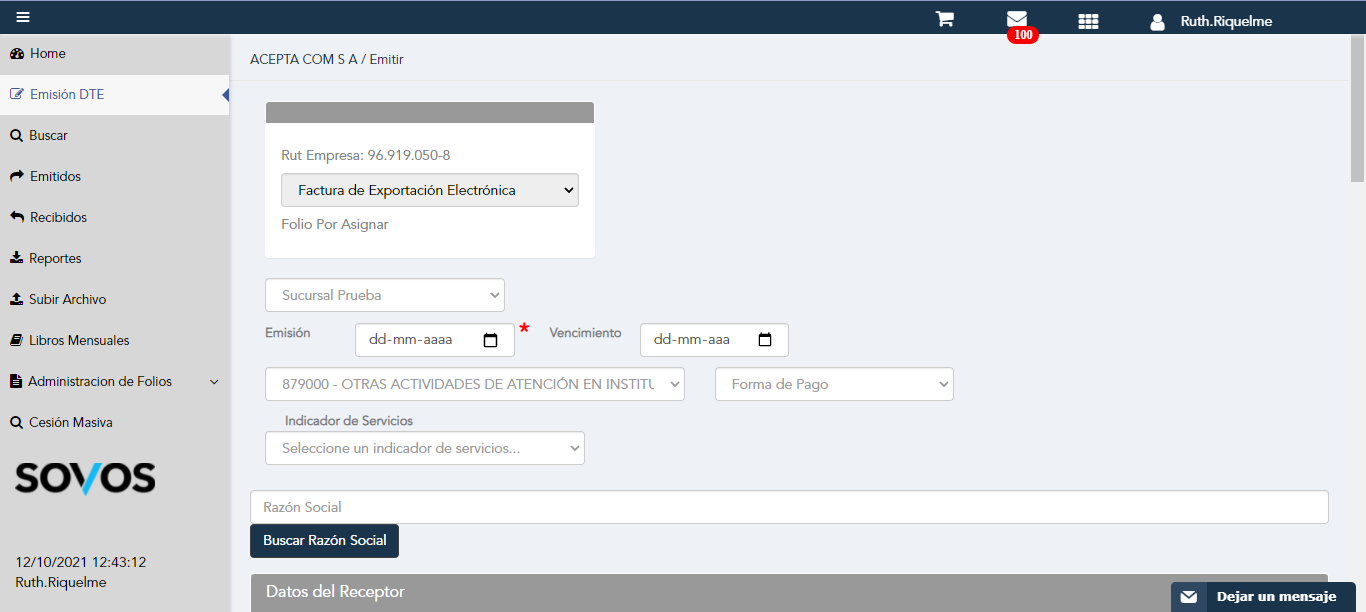 100
Ruth.Riquelme
Home
Emisión DTE
Buscar
Emitidos
Recibidos
Reportes
Subir Archivo
Libros Mensuales
Administracion de Folios
Cesión Masiva
SOVOS
12/10/2021 12:43:12
Ruth.Riquelme
ACEPTA COM S A / Emitir
Rut Empresa: 96.919.050-8
Factura de Exportación Electrónica
Folio Por Asignar
Sucursal Prueba
Emisión dd-mm-aaaa * Vencimiento dd-mm-aaa
879000 - OTRAS ACTIVIDADES DE ATENCIÓN EN INSTITU Forma de Pago
Indicador de Servicios
Seleccione un indicador de servicios...
Razón Social
Buscar Razón Social
Datos del Receptor
Dejar un mensaje